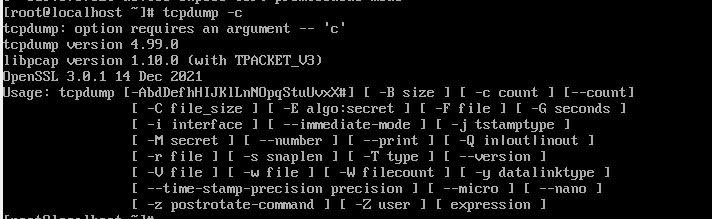 [root@localhost ~]# tcpdump -c
tcpdump: option requires an argument -- 'c'
tcpdump version 4.99.0
libpcap version 1.10.0 (with TPACKET_V3)
OpenSSL 3.0.1 14 Dec 2021
Usage: tcpdump [-AbdDefhHIJKlLnNOpqStuUvxX#] [ -B size ] [ -c count ] [--count]
[ -C file_size ] [ -E algo:secret ] [ -F file ] [ -G seconds ]
[ -i interface ] [ --immediate-mode ] [ -j tstamptype ]
[ -M secret ] [ --number ] [ --print ] [ -Q in|out|inout ]
[ -r file ] [ -s snaplen ] [ -T type ] [ --version ]
[ -V file ] [ -w file ] [ -W filecount ] [ -y datalinktype ]
[ --time-stamp-precision precision ] [ --micro ] [ --nano ]
[ -z postrotate-command ] [ -Z user ] [ expression ]
[root@localhost ~]#